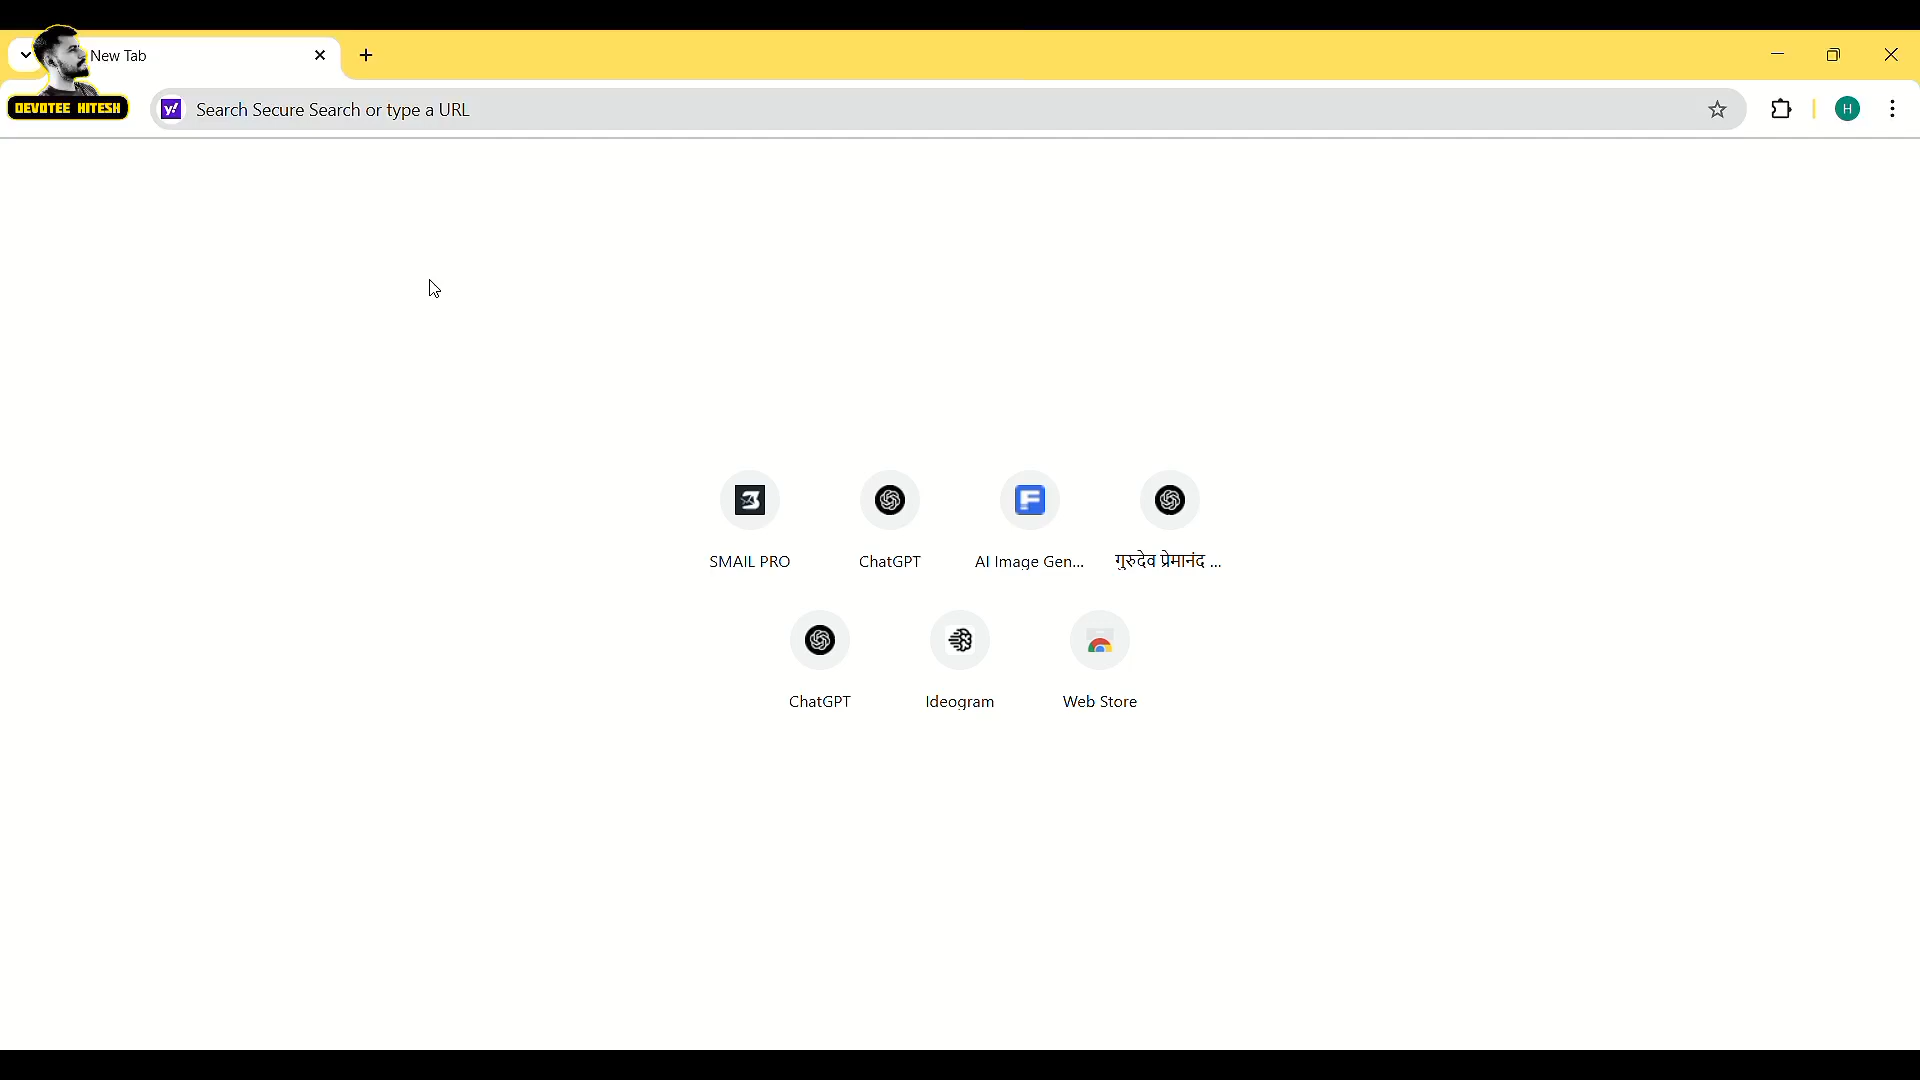 New Tab
DEVOTEE HITESH
y!
Search Secure Search or type a URL
H
SMAIL PRO
ChatGPT
AI Image Gen...
गुरुदेव प्रेमानंद ...
ChatGPT
Ideogram
Web Store